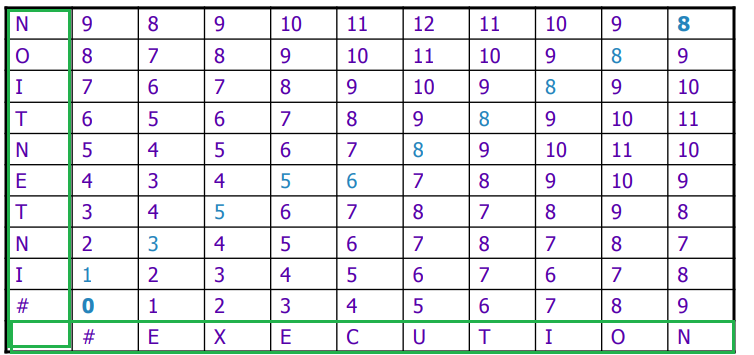 N 9 8 9 10 11 12 11 10 9 8
O 8 7 8 9 10 11 10 9 8 9
I 7 6 7 8 9 10 9 8 9 10
T 6 5 6 7 8 9 8 9 10 11
N 5 4 5 6 7 8 9 10 11 10
E 4 3 4 5 6 7 8 9 10 9
T 3 4 5 6 7 8 7 8 9 8
N 2 3 4 5 6 7 8 7 8 7
I 1 2 3 4 5 6 7 6 7 8
# 0 1 2 3 4 5 6 7 8 9
# E X E C U T I O N